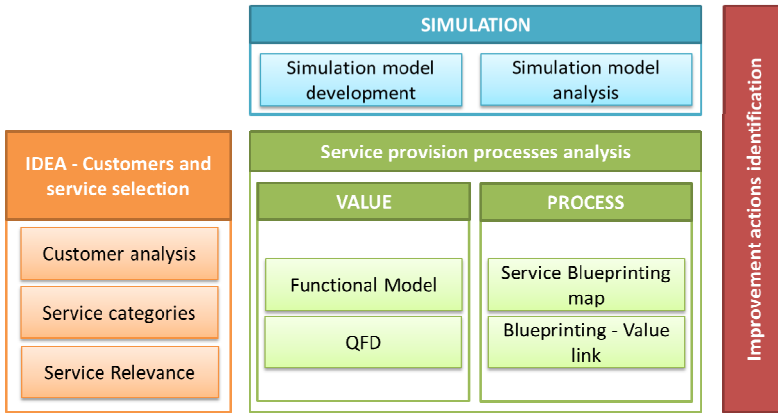 SIMULATION
Simulation model
development
Simulation model
analysis
IDEA - Customers and
service selection
Customer analysis
Service categories
Service Relevance
Service provision processes analysis
VALUE
Functional Model
QFD
PROCESS
Service Blueprinting
map
Blueprinting - Value
link
Improvement actions identification